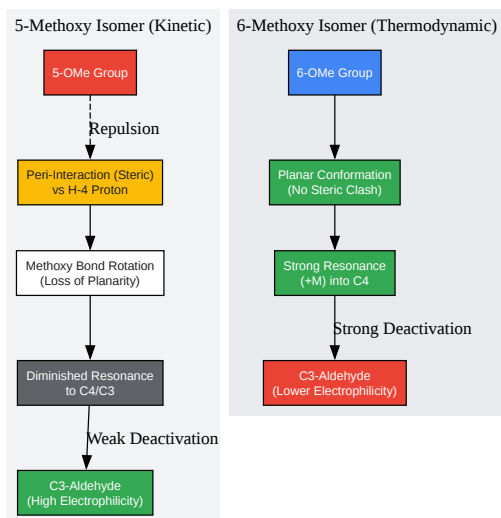 5-Methoxy Isomer (Kinetic)
5-OMe Group
Repulsion
Peri-Interaction (Steric)
vs H-4 Proton
Methoxy Bond Rotation
(Loss of Planarity)
Diminished Resonance
to C4/C3
Weak Deactivation
C3-Aldehyde
(High Electrophilicity)
6-Methoxy Isomer (Thermodynamic)
6-OMe Group
Planar Conformation
(No Steric Clash)
Strong Resonance
(+M) into C4
Strong Deactivation
C3-Aldehyde
(Lower Electrophilicity)